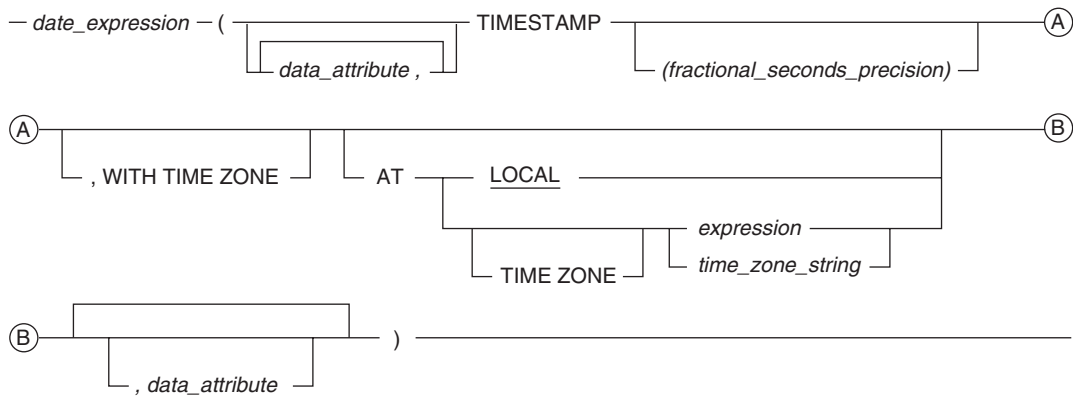 date_expression ( data_attribute , TIMESTAMP (fractional_seconds_precision) A
A , WITH TIME ZONE AT LOCAL B
TIME ZONE expression
time_zone_string
B , data_attribute )